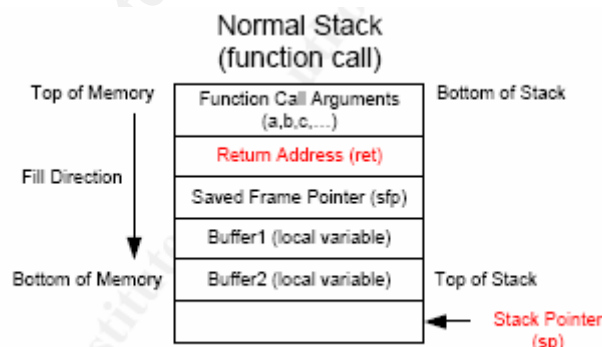 Normal Stack
(function call)
Top of Memory
Function Call Arguments
(a,b,c,...)
Bottom of Stack
Return Address (ret)
Fill Direction
Saved Frame Pointer (sfp)
Buffer1 (local variable)
Bottom of Memory
Buffer2 (local variable)
Top of Stack
Stack Pointer
(sp)